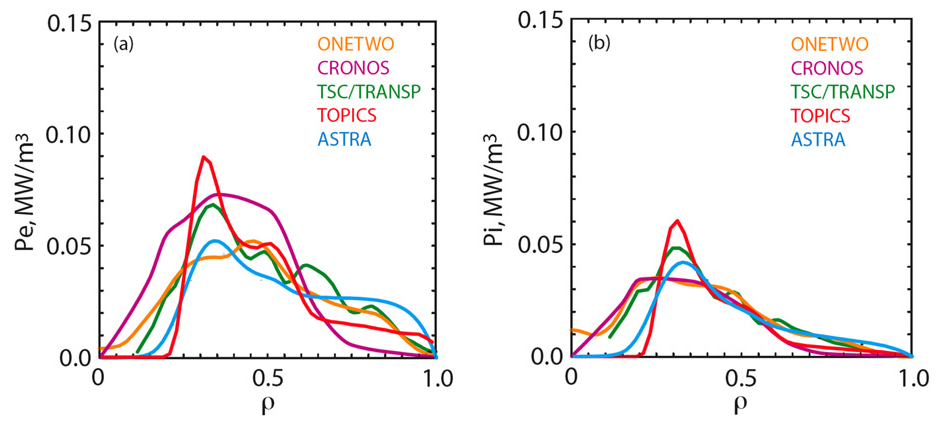 (a)
ONETWO
CRONOS
TSC/TRANSP
TOPICS
ASTRA
0.15
0.10
0.05
0.0
Pe, MW/m³
0
0.5
1.0
ρ
(b)
ONETWO
CRONOS
TSC/TRANSP
TOPICS
ASTRA
0.15
0.10
0.05
0.0
Pi, MW/m³
0
0.5
1.0
ρ